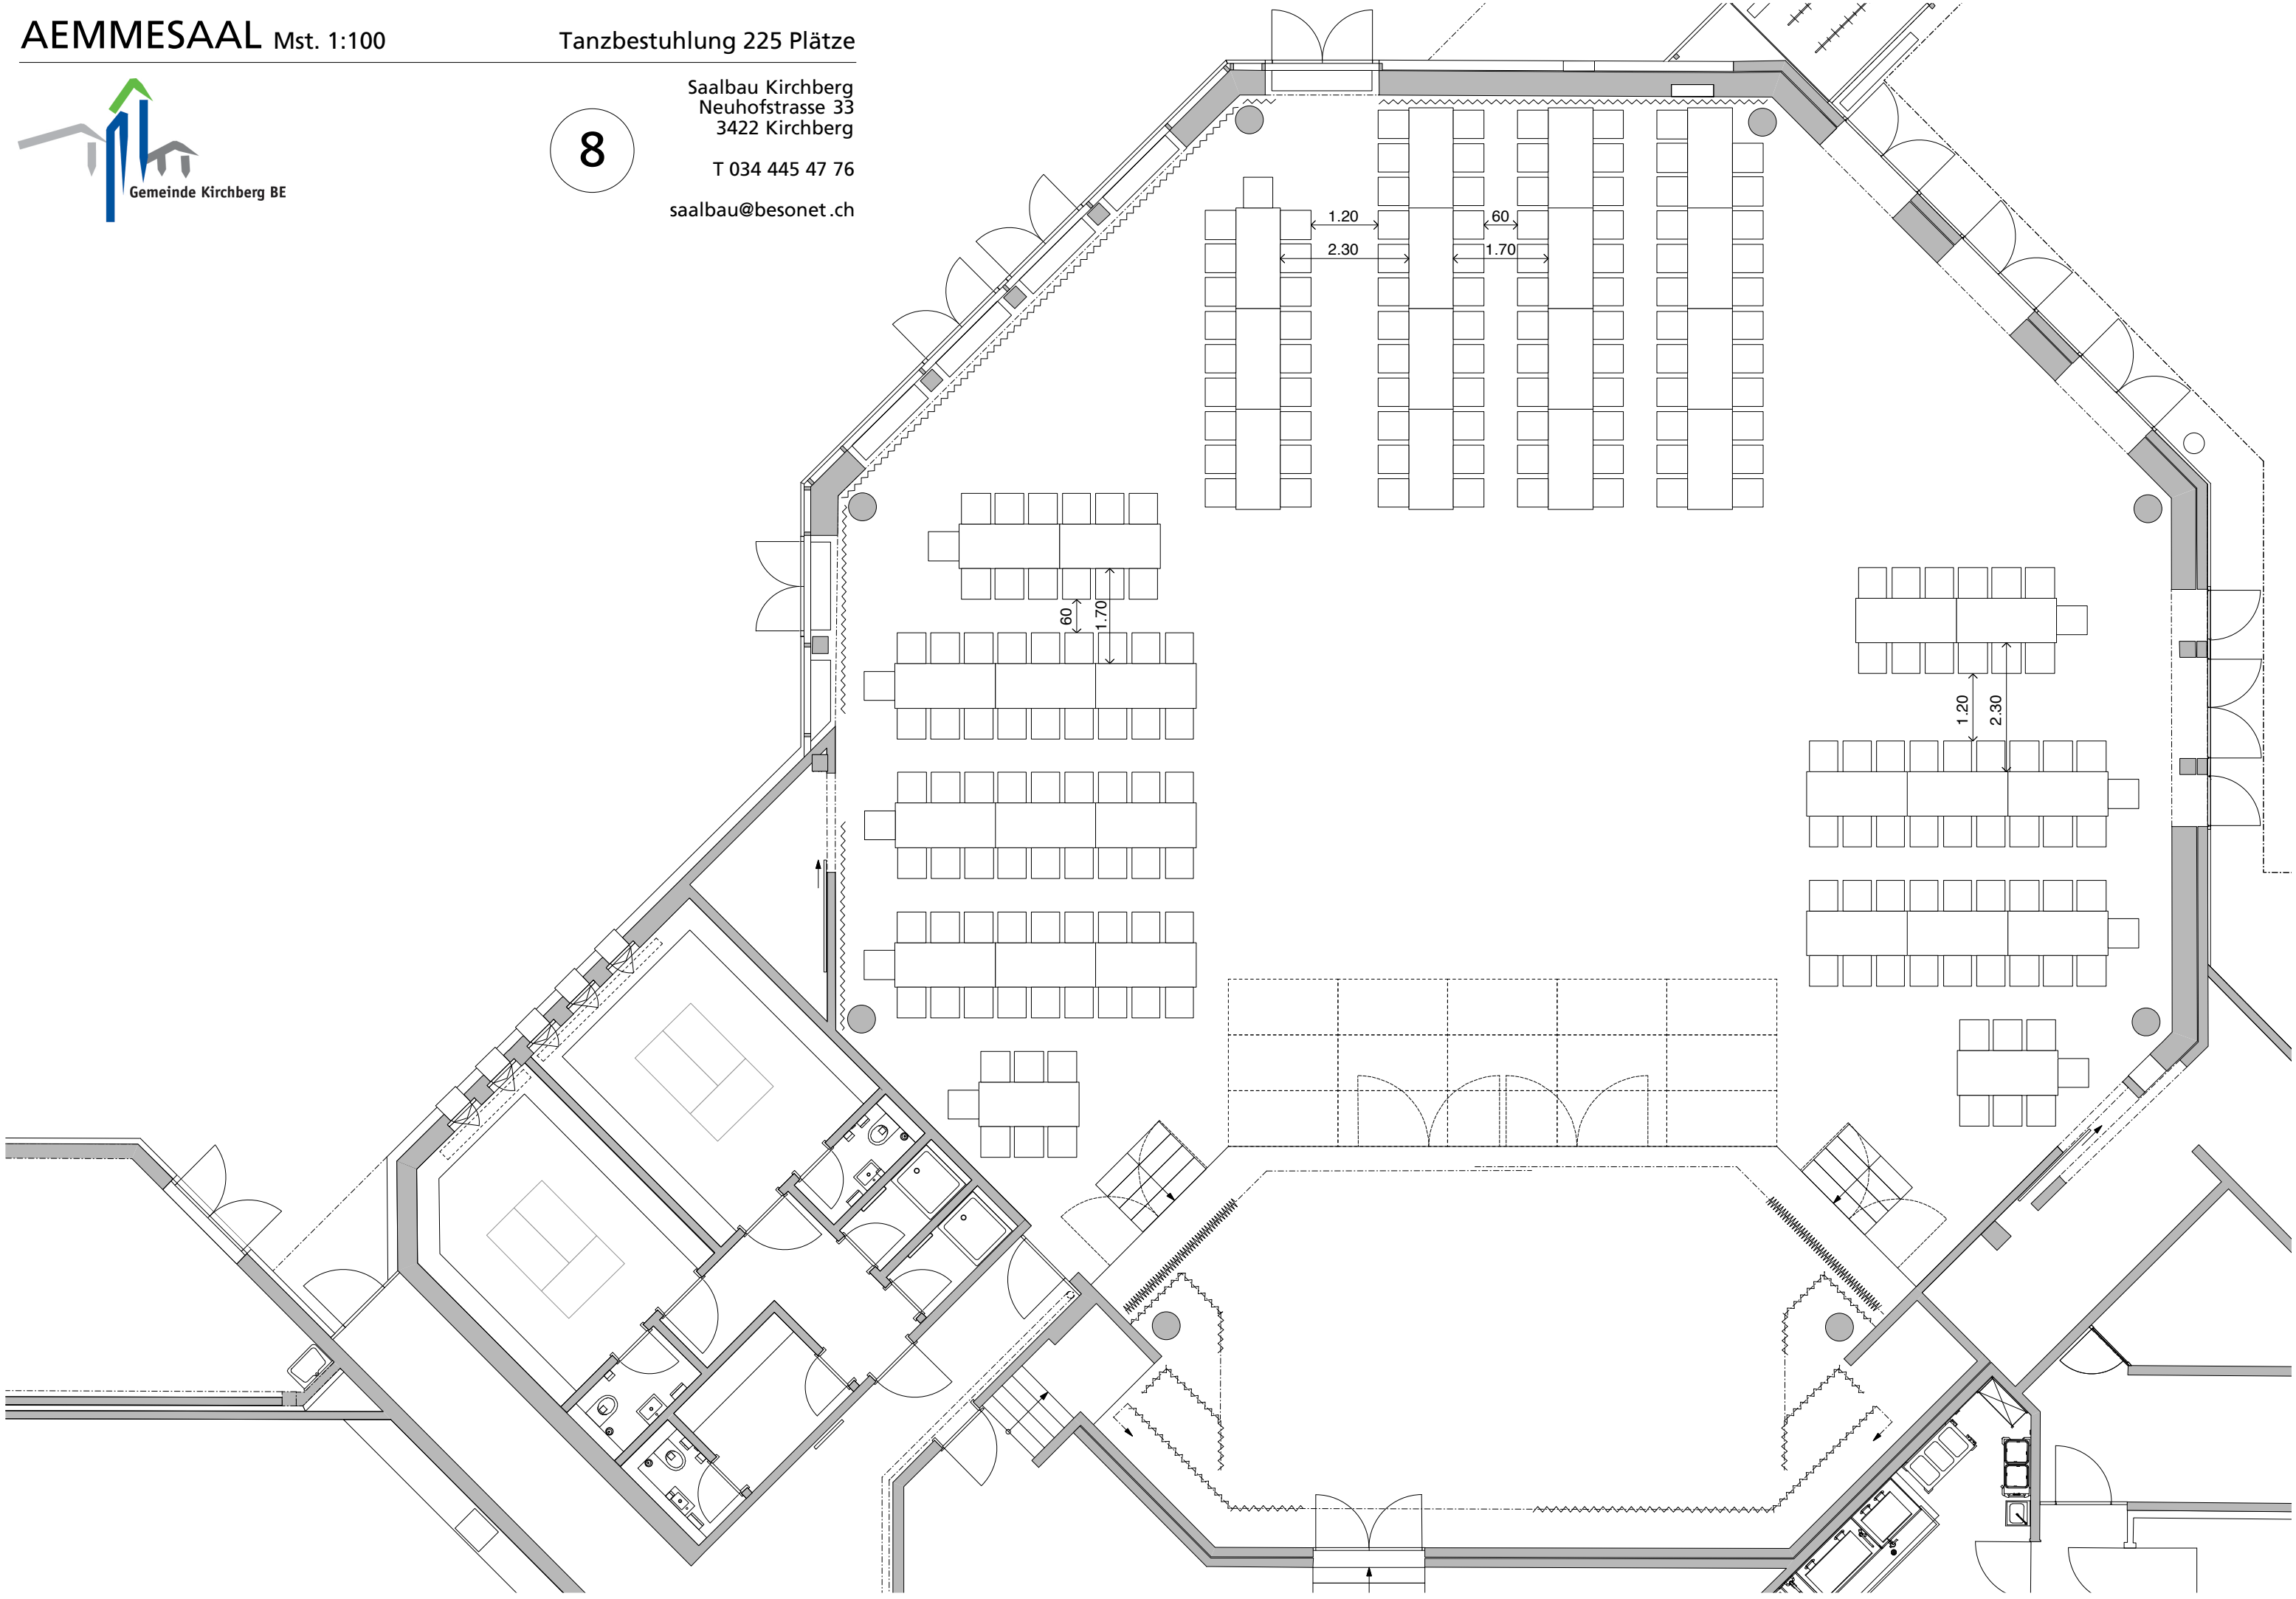 AEMMESAAL Mst. 1:100
Tanzbestuhlung 225 Plätze
Saalbau Kirchberg
Neuhofstrasse 33
3422 Kirchberg
8
T 034 445 47 76
Gemeinde Kirchberg BE
saalbau@besonet.ch
1.20
60
2.30
1.70
60
1.70
1.20
2.30